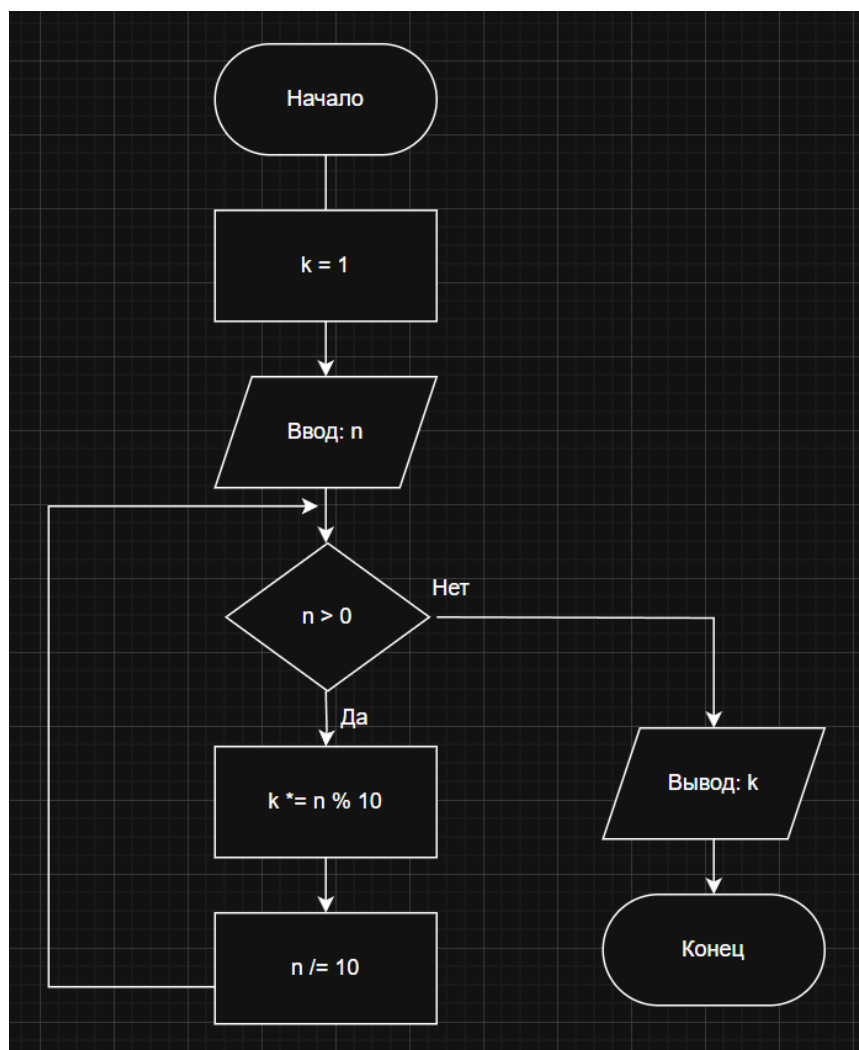 Начало
k = 1
Ввод: n
n > 0
Нет
Да
k *= n % 10
n /= 10
Вывод: k
Конец